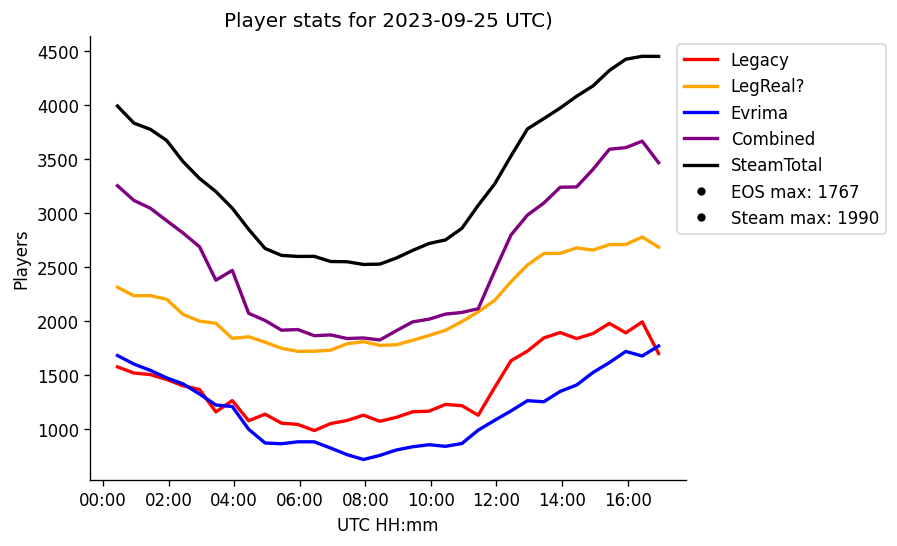 Player stats for 2023-09-25 UTC)
4500
4000
3500
3000
2500
2000
1500
1000
Players
00:00 02:00 04:00 06:00 08:00 10:00 12:00 14:00 16:00
UTC HH:mm
Legacy
LegReal?
Evrima
Combined
SteamTotal
EOS max: 1767
Steam max: 1990